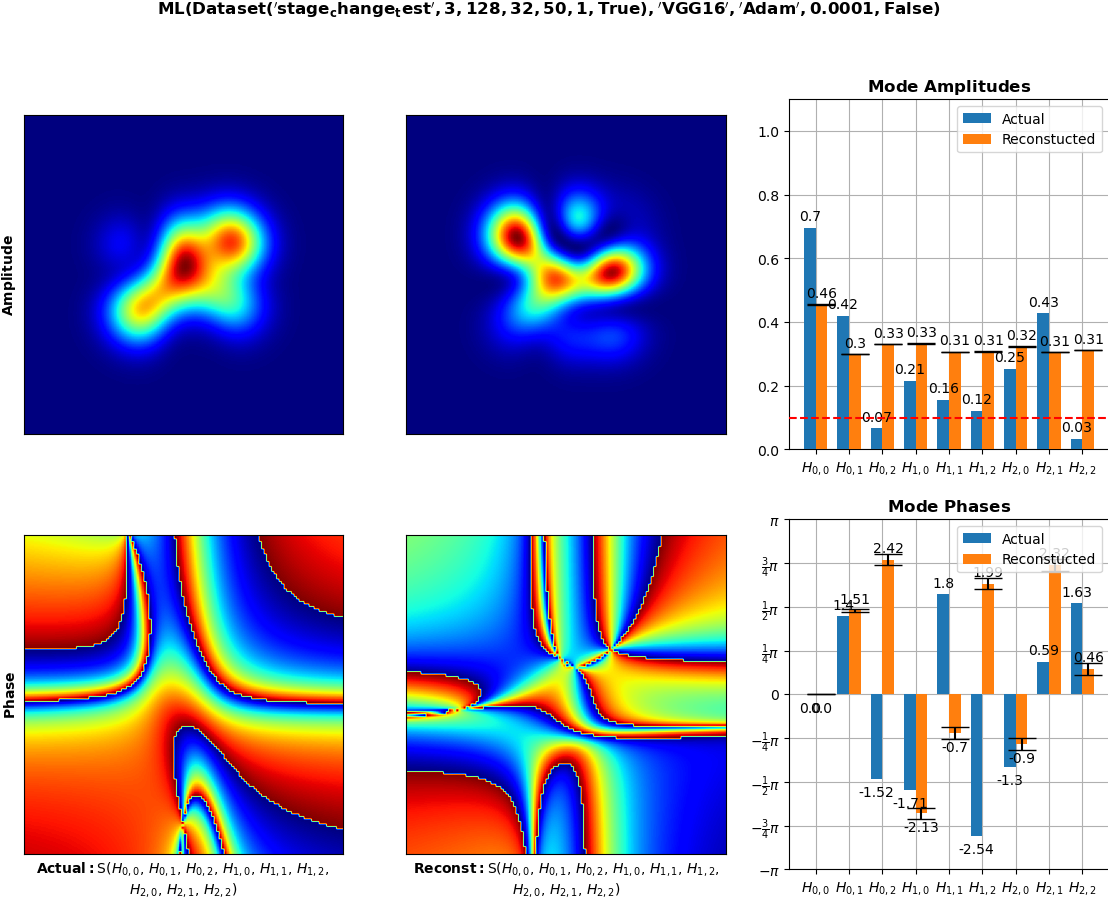 ML(Dataset('stage_change_test', 3, 128, 32, 50, 1, True), 'VGG16', 'Adam', 0.0001, False)
Amplitude
Mode Amplitudes
Actual
Reconstucted
1.0
0.8
0.6
0.4
0.2
0.0
0.7
0.46
0.42
0.3
0.07
0.33
0.21
0.33
0.16
0.31
0.12
0.31
0.25
0.32
0.43
0.31
0.03
0.31
H0,0 H0,1 H0,2 H1,0 H1,1 H1,2 H2,0 H2,1 H2,2
Phase
Actual: S(H0,0, H0,1, H0,2, H1,0, H1,1, H1,2,
H2,0, H2,1, H2,2)
Reconst: S(H0,0, H0,1, H0,2, H1,0, H1,1, H1,2,
H2,0, H2,1, H2,2)
Mode Phases
Actual
Reconstucted
π
3/4π
1/2π
1/4π
0
−1/4π
−1/2π
−3/4π
−π
0.0
0.0
1.4
1.51
-1.52
2.42
-1.71
-2.13
1.8
-0.7
-2.54
1.99
-1.3
-0.9
0.59
2.32
1.63
0.46
H0,0 H0,1 H0,2 H1,0 H1,1 H1,2 H2,0 H2,1 H2,2